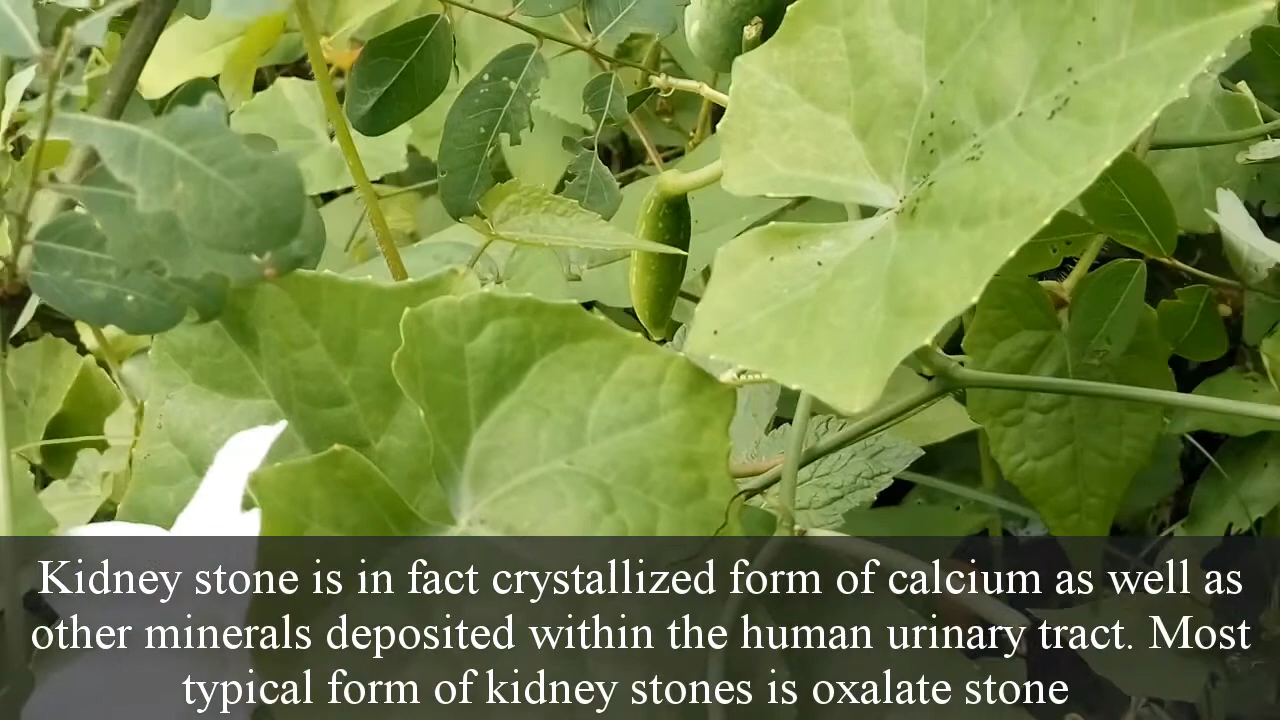 Kidney stone is in fact crystallized form of calcium as well as
other minerals deposited within the human urinary tract. Most
typical form of kidney stones is oxalate stone